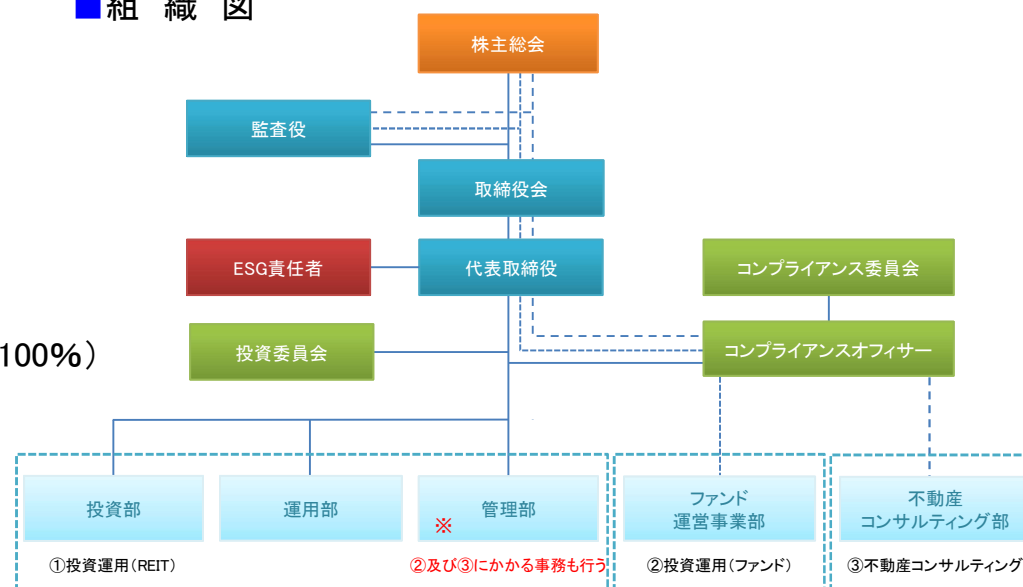 ■組 織 図
株主総会
監査役
取締役会
ESG責任者
代表取締役
コンプライアンス委員会
100%）
投資委員会
コンプライアンスオフィサー
投資部
運用部
管理部
※
ファンド
運営事業部
不動産
コンサルティング部
①投資運用（REIT）
②及び③にかかる事務も行う
②投資運用（ファンド）
③不動産コンサルティング